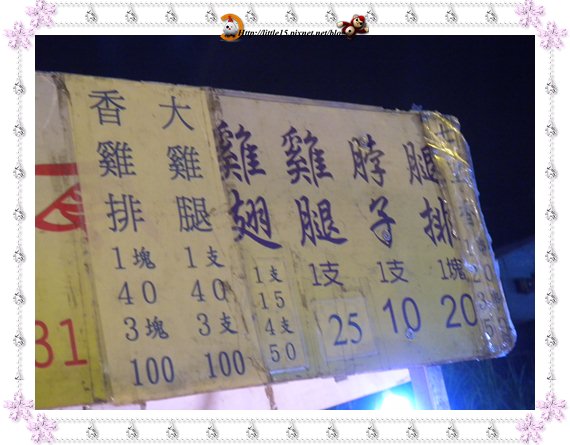 Http://little15.pixnet.net/blog
香雞排
1塊
40
3塊
100
大雞腿
1支
40
3支
100
雞翅
1支
15
4支
50
雞腿
1支
25
脖子
1支
10
腿排
1塊
20
31